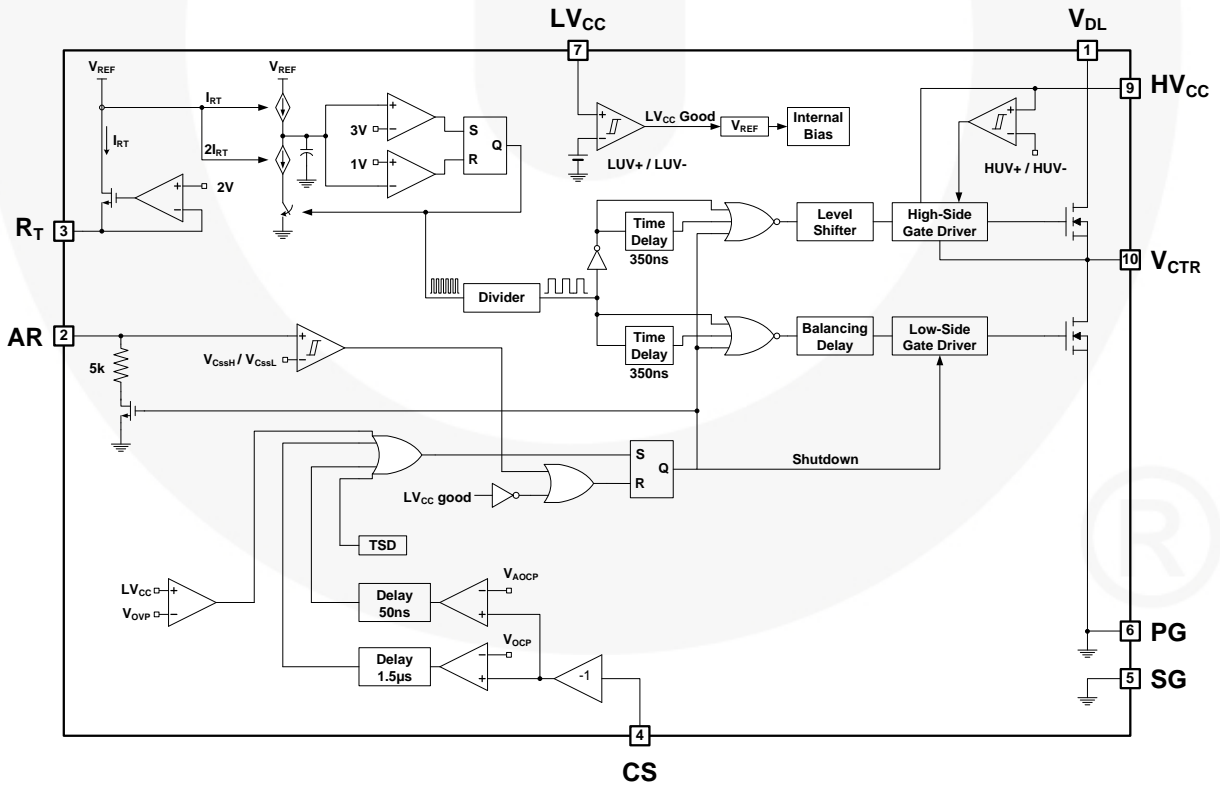 LVCC
VDL
7
1
VREF
VREF
9
HVCC
IRT
+
3V
−
S
+
LVCC Good
VREF
Internal
Bias
+
−
IRT
2IRT
Q
−
1V
+
R
LUV+ / LUV-
HUV+ / HUV-
−
+
2V
−
RT
3
Time
Delay
350ns
Level
Shifter
High-Side
Gate Driver
10
VCTR
Divider
AR
2
+
VCssH / VCssL
−
Time
Delay
350ns
Balancing
Delay
Low-Side
Gate Driver
5k
S
Q
Shutdown
R
LVCC good
TSD
LVCC
+
VOVP
−
Delay
50ns
−
VAOCP
+
Delay
1.5µs
−
VOCP
+
-1
6
PG
5
SG
4
CS
®